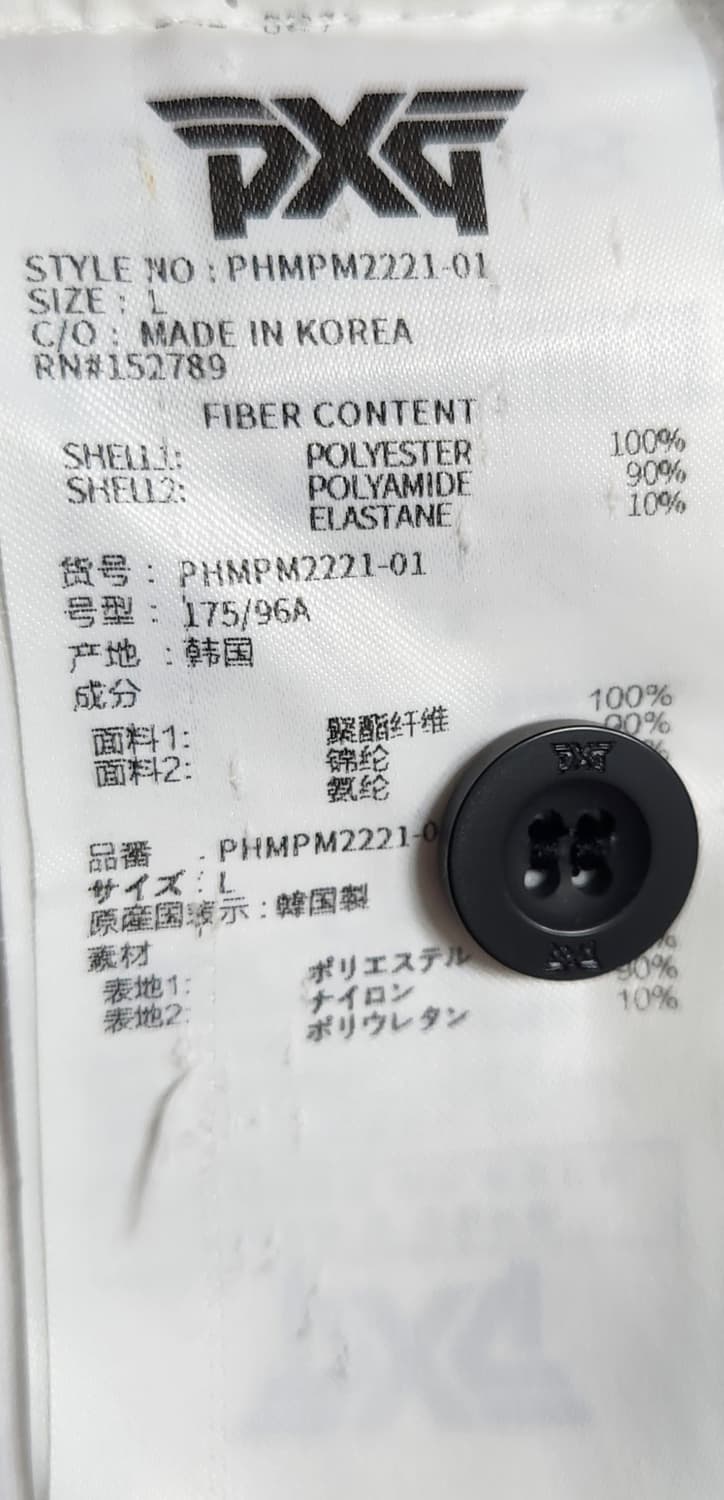 PXG
STYLE NO : PHMPM2221-01
SIZE : L
C/O : MADE IN KOREA
RN#152789
FIBER CONTENT
SHELL1: POLYESTER 100%
SHELL2: POLYAMIDE 90%
ELASTANE 10%
货号 : PHMPM2221-01
号型 : 175/96A
产地 : 韩国
成分
面料1: 聚酯纤维 100%
面料2: 锦纶 90%
氨纶 %
品番 . PHMPM2221-0
サイズ : L
原産国表示 : 韓国製
素材
表地1: ポリエステル %
表地2: ナイロン 90%
ポリウレタン 10%
PXG
PXG